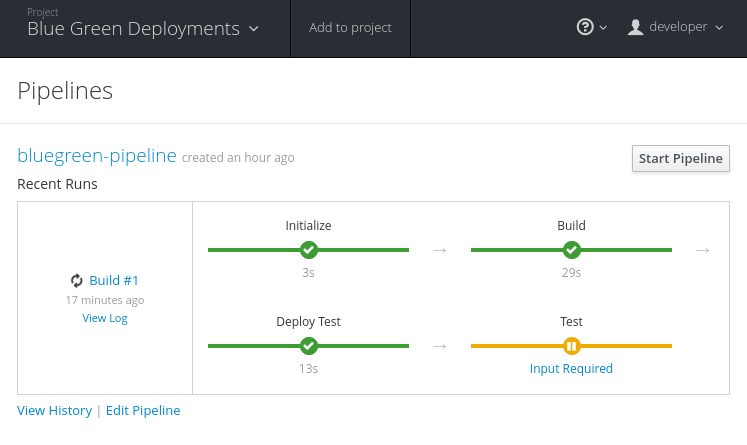 Project
Blue Green Deployments
Add to project
developer
Pipelines
bluegreen-pipeline created an hour ago
Start Pipeline
Recent Runs
Initialize
Build
Build #1
3s
29s
17 minutes ago
View Log
Deploy Test
Test
13s
Input Required
View History | Edit Pipeline